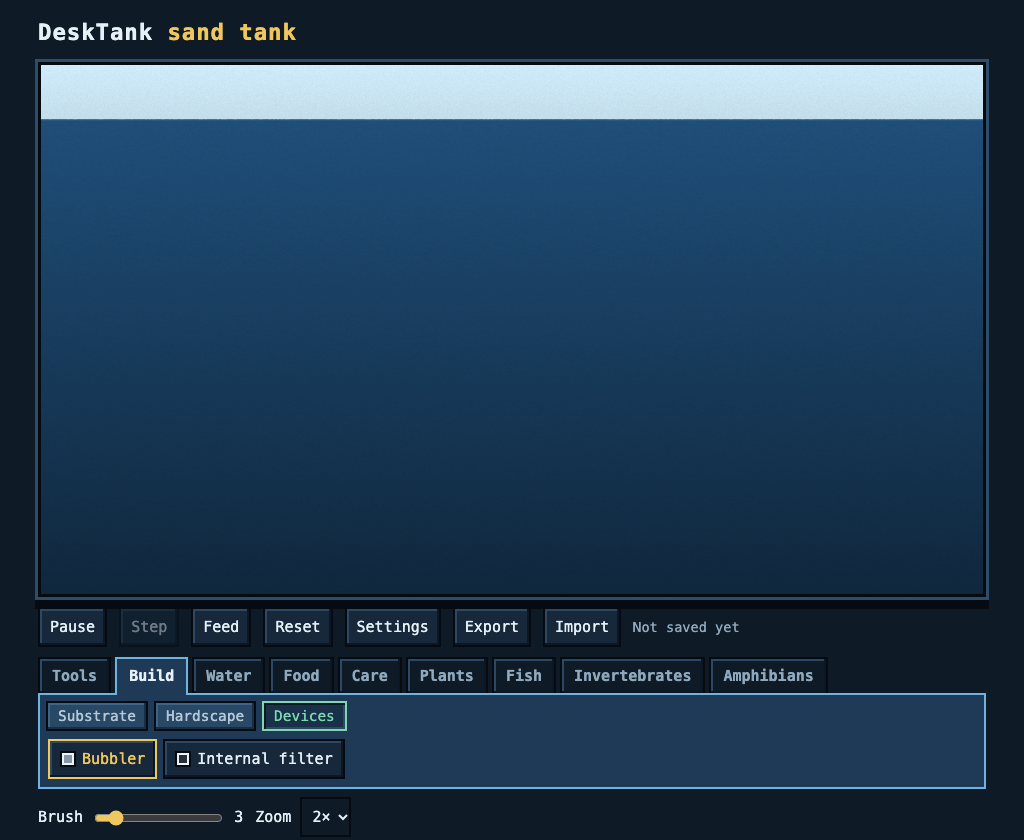 DeskTank sand tank
Pause Step Feed Reset Settings Export Import Not saved yet
Tools Build Water Food Care Plants Fish Invertebrates Amphibians
Substrate Hardscape Devices
Bubbler Internal filter
Brush 3 Zoom 2×